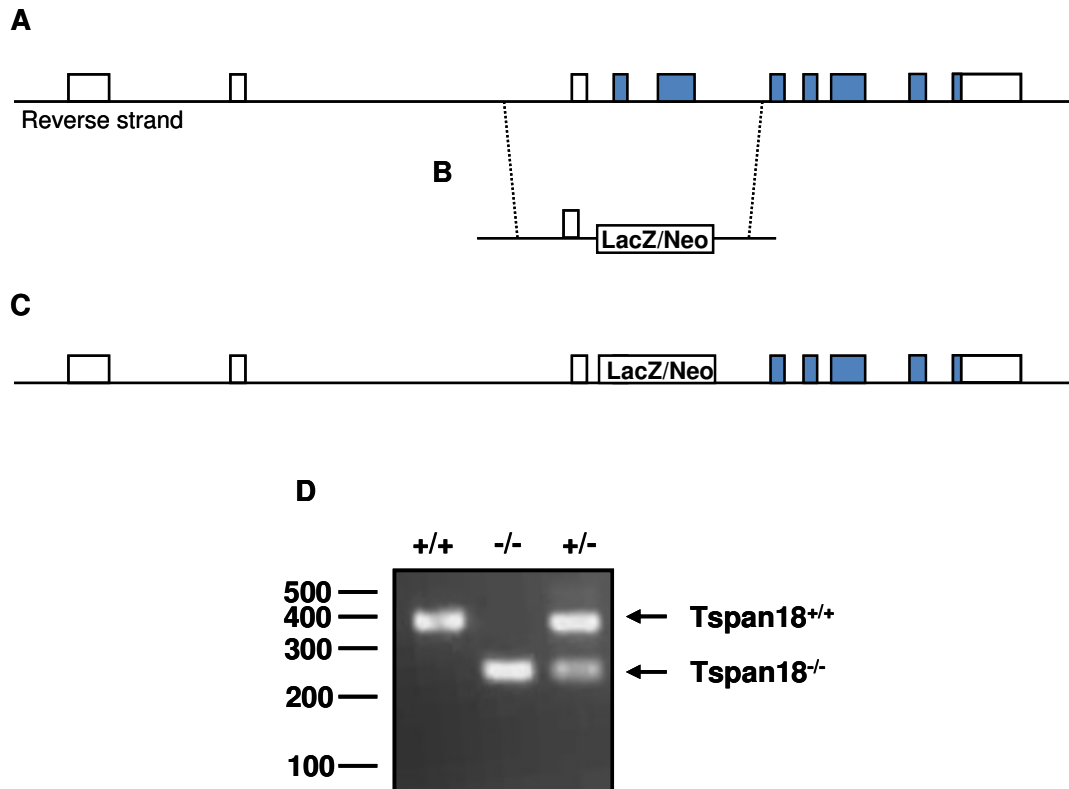 A
Reverse strand
B
LacZ/Neo
C
LacZ/Neo
D
+/+ -/- +/-
500
400
300
200
100
Tspan18+/+
Tspan18-/-